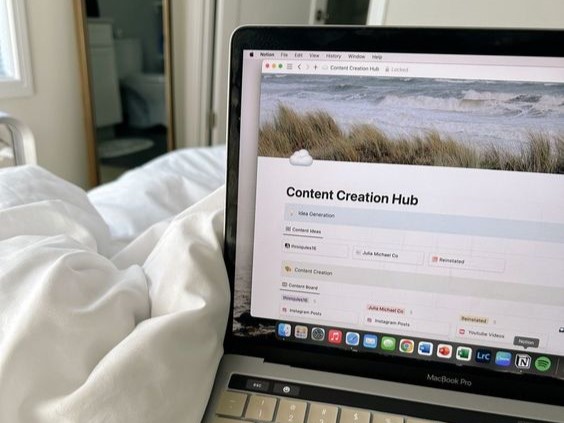 Notion File Edit View History Window Help
Content Creation Hub Locked
Content Creation Hub
Idea Generation
Content Ideas
Julia Michael Co
Reinstated
Content Creation
Content Board
Julia Michael Co
Reinstated
Instagram Posts
Instagram Posts
Youtube Videos
Notion
LrC
MacBook Pro
esc